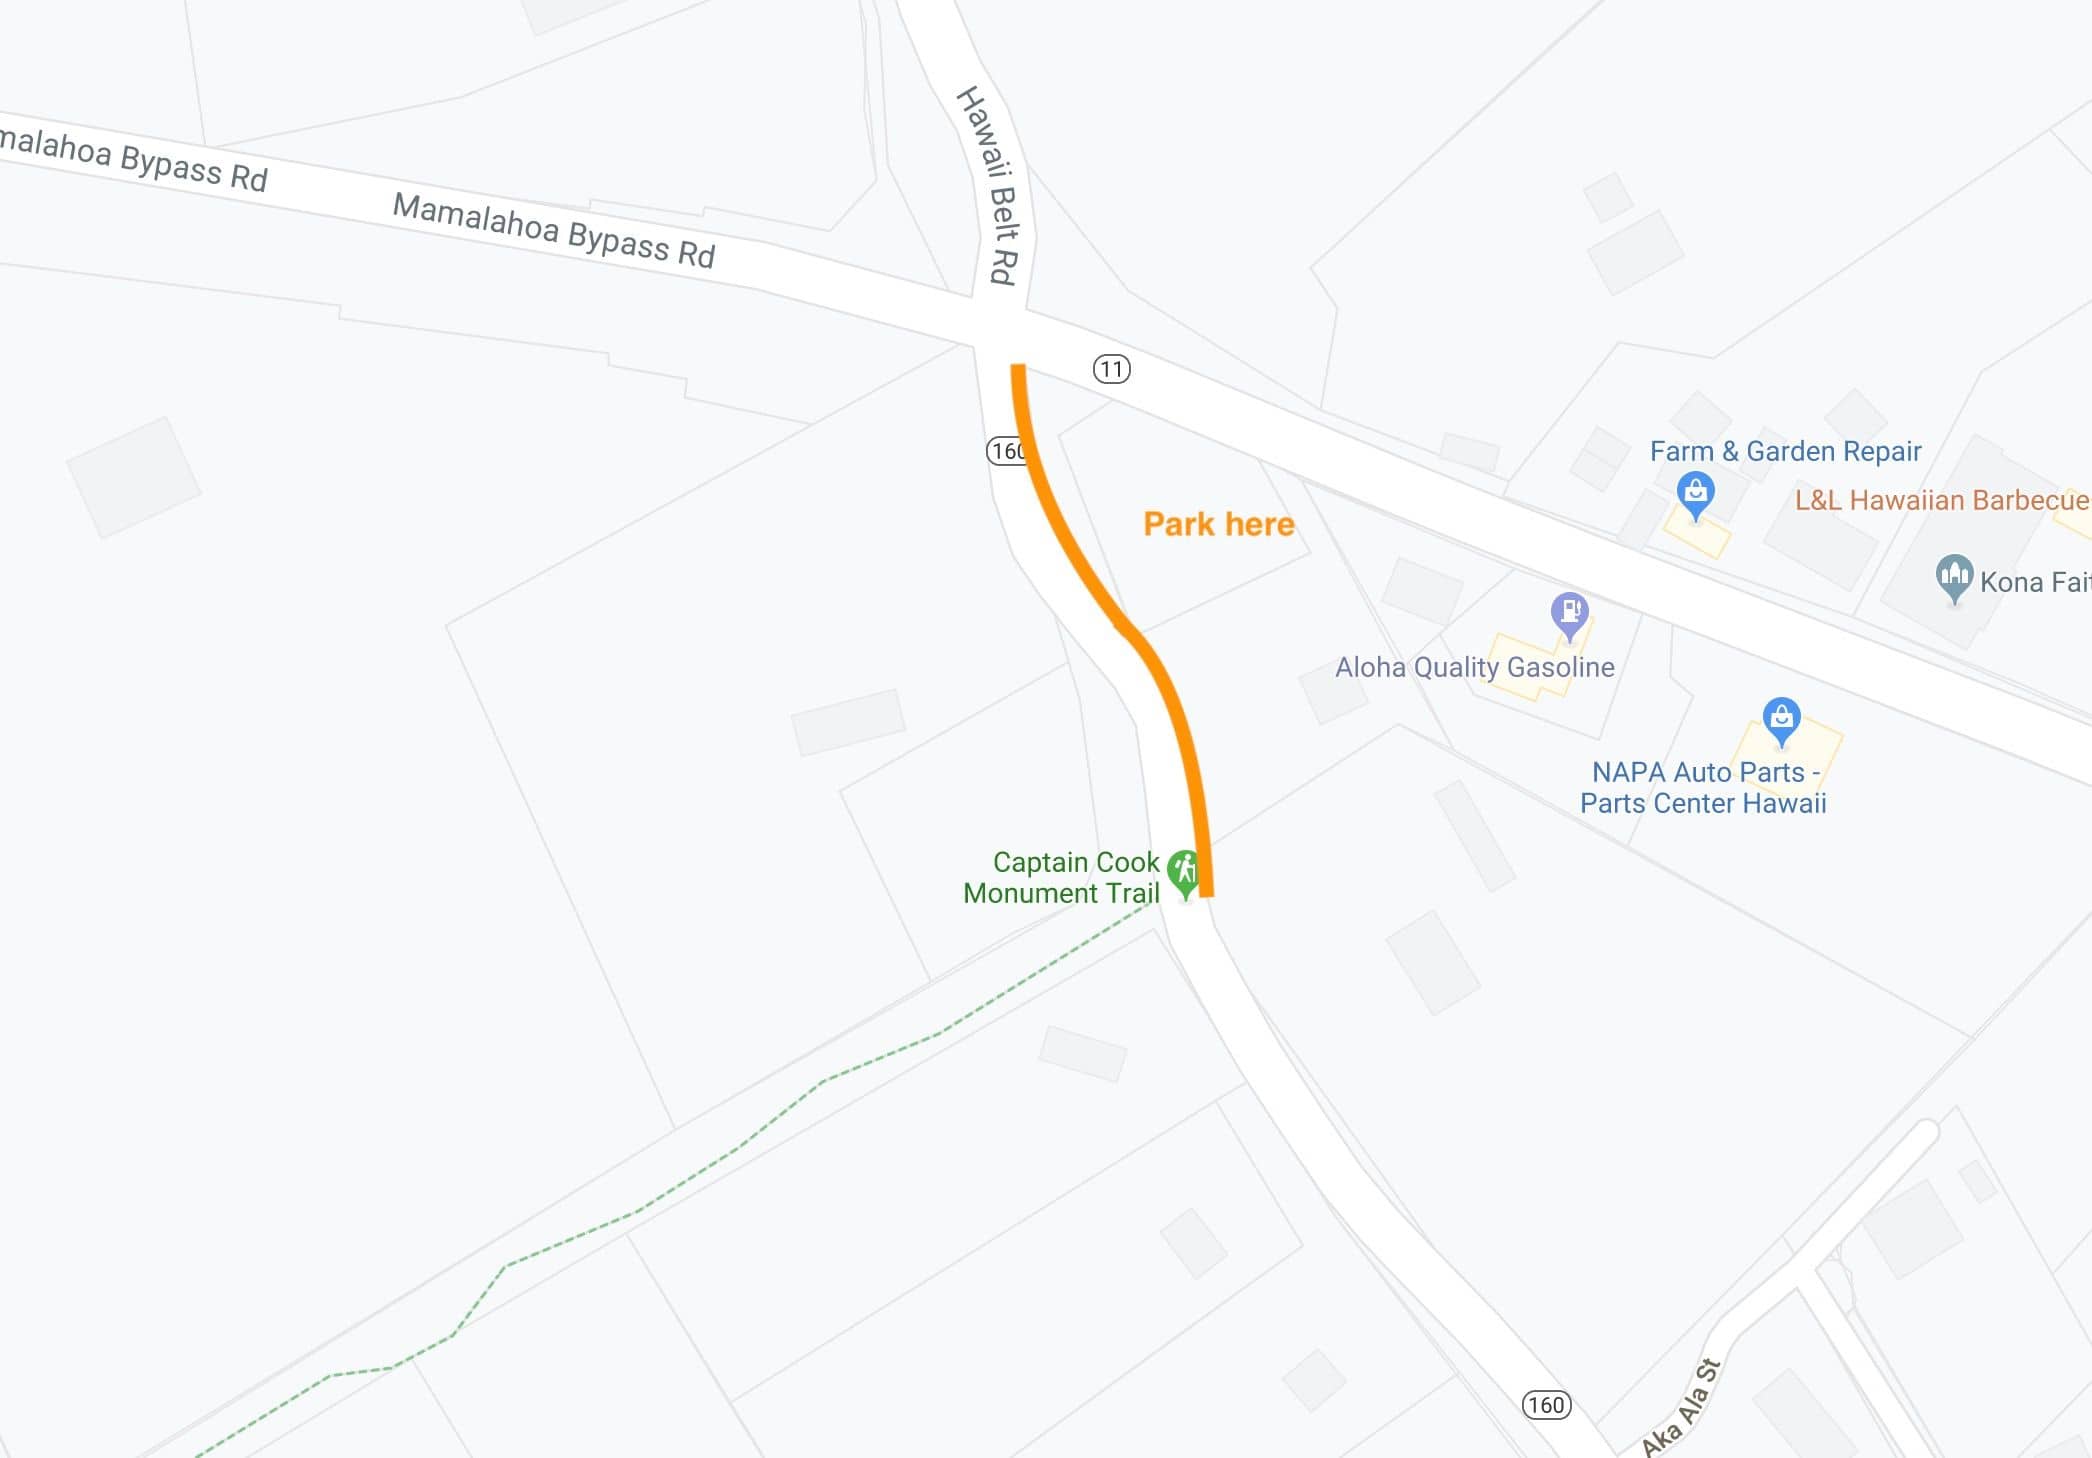 Hawaii Belt Rd
malahoa Bypass Rd
Mamalahoa Bypass Rd
11
160
Farm & Garden Repair
L&L Hawaiian Barbecue
Park here
Kona Fait
Aloha Quality Gasoline
NAPA Auto Parts -
Parts Center Hawaii
Captain Cook
Monument Trail
160
Aka Ala St